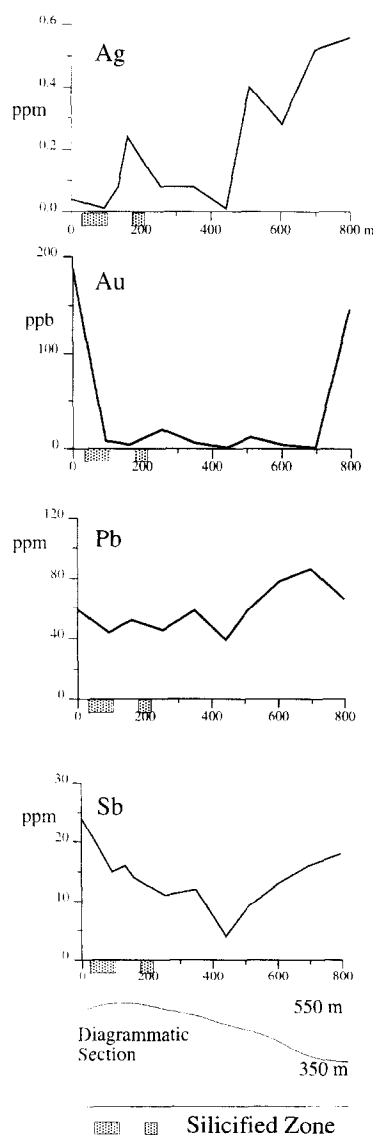 0.6
Ag
0.4
ppm
0.2
0.0
0 200 400 600 800 m
200
Au
ppb
100
0
0 200 400 600 800
120
ppm
Pb
80
40
0
0 200 400 600 800
30
ppm
Sb
20
10
0
0 200 400 600 800
550 m
Diagrammatic
Section
350 m
Silicified Zone